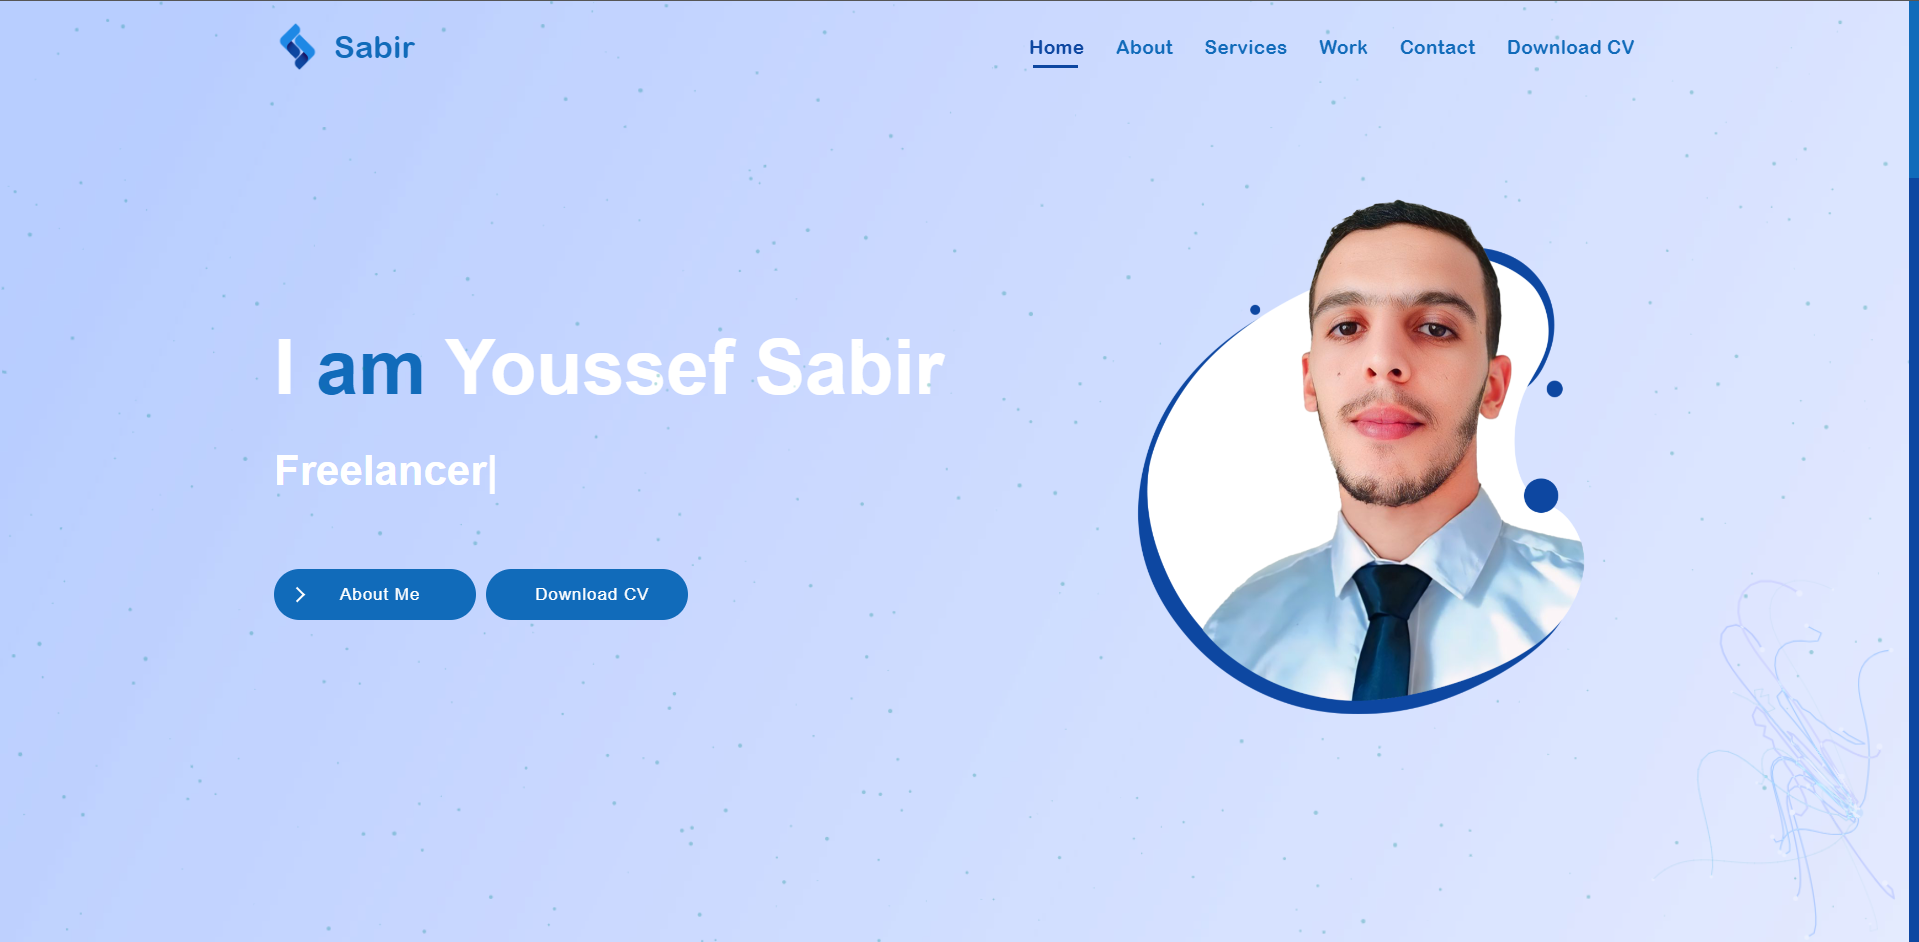 Sabir
Home About Services Work Contact Download CV
I am Youssef Sabir
Freelancer|
About Me
Download CV